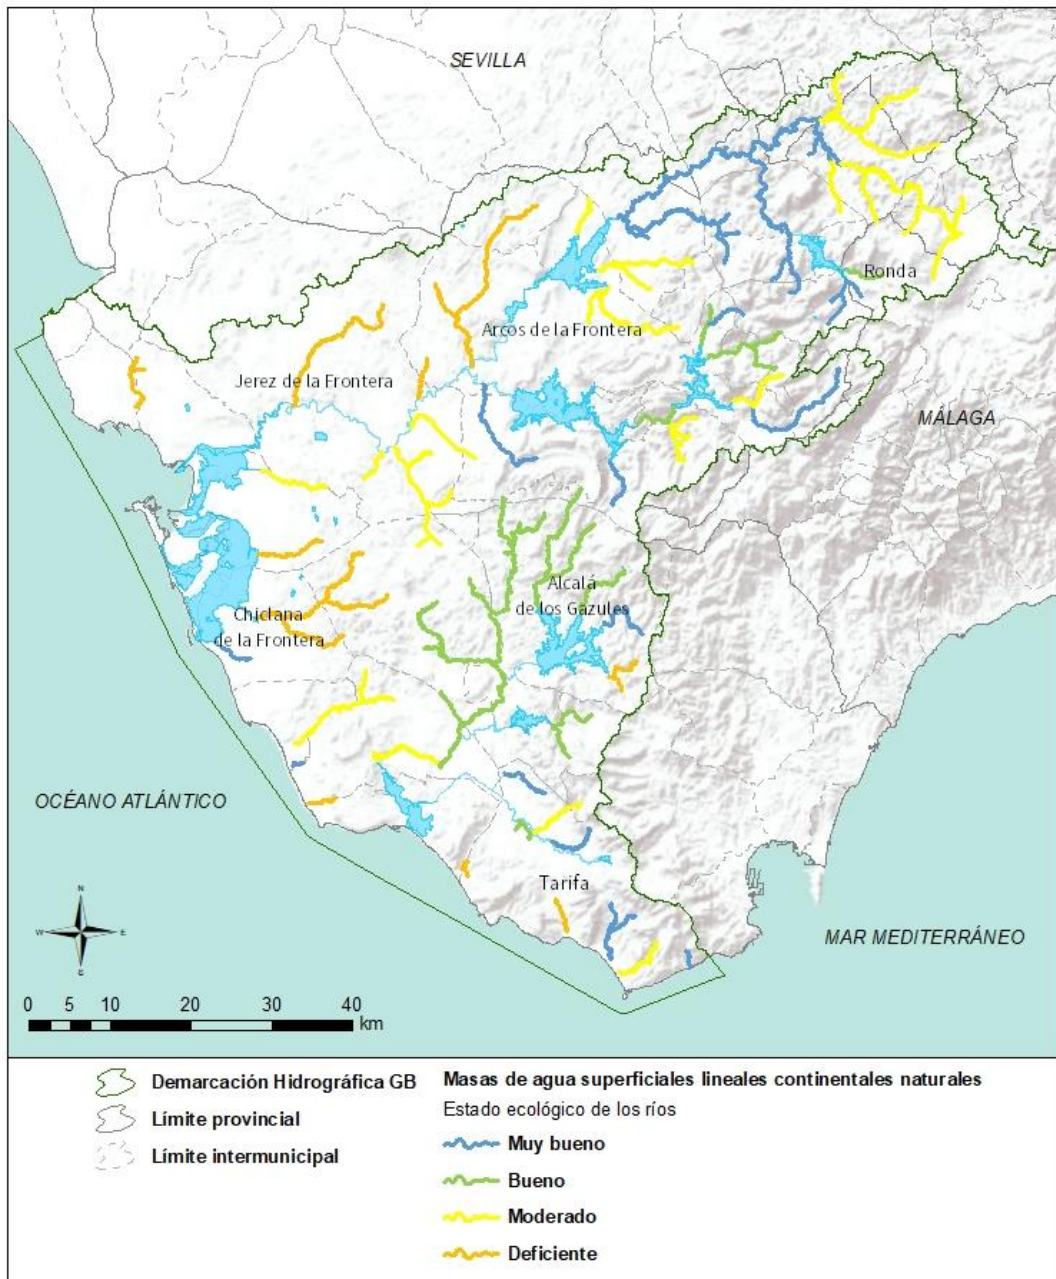 SEVILLA
Ronda
Arcos de la Frontera
Jerez de la Frontera
MÁLAGA
Alcalá
de los Gazules
Chiclana
de la Frontera
OCÉANO ATLÁNTICO
Tarifa
MAR MEDITERRÁNEO
N
W E
S
0 5 10 20 30 40
km
Demarcación Hidrográfica GB
Límite provincial
Límite intermunicipal
Masas de agua superficiales lineales continentales naturales
Estado ecológico de los ríos
Muy bueno
Bueno
Moderado
Deficiente